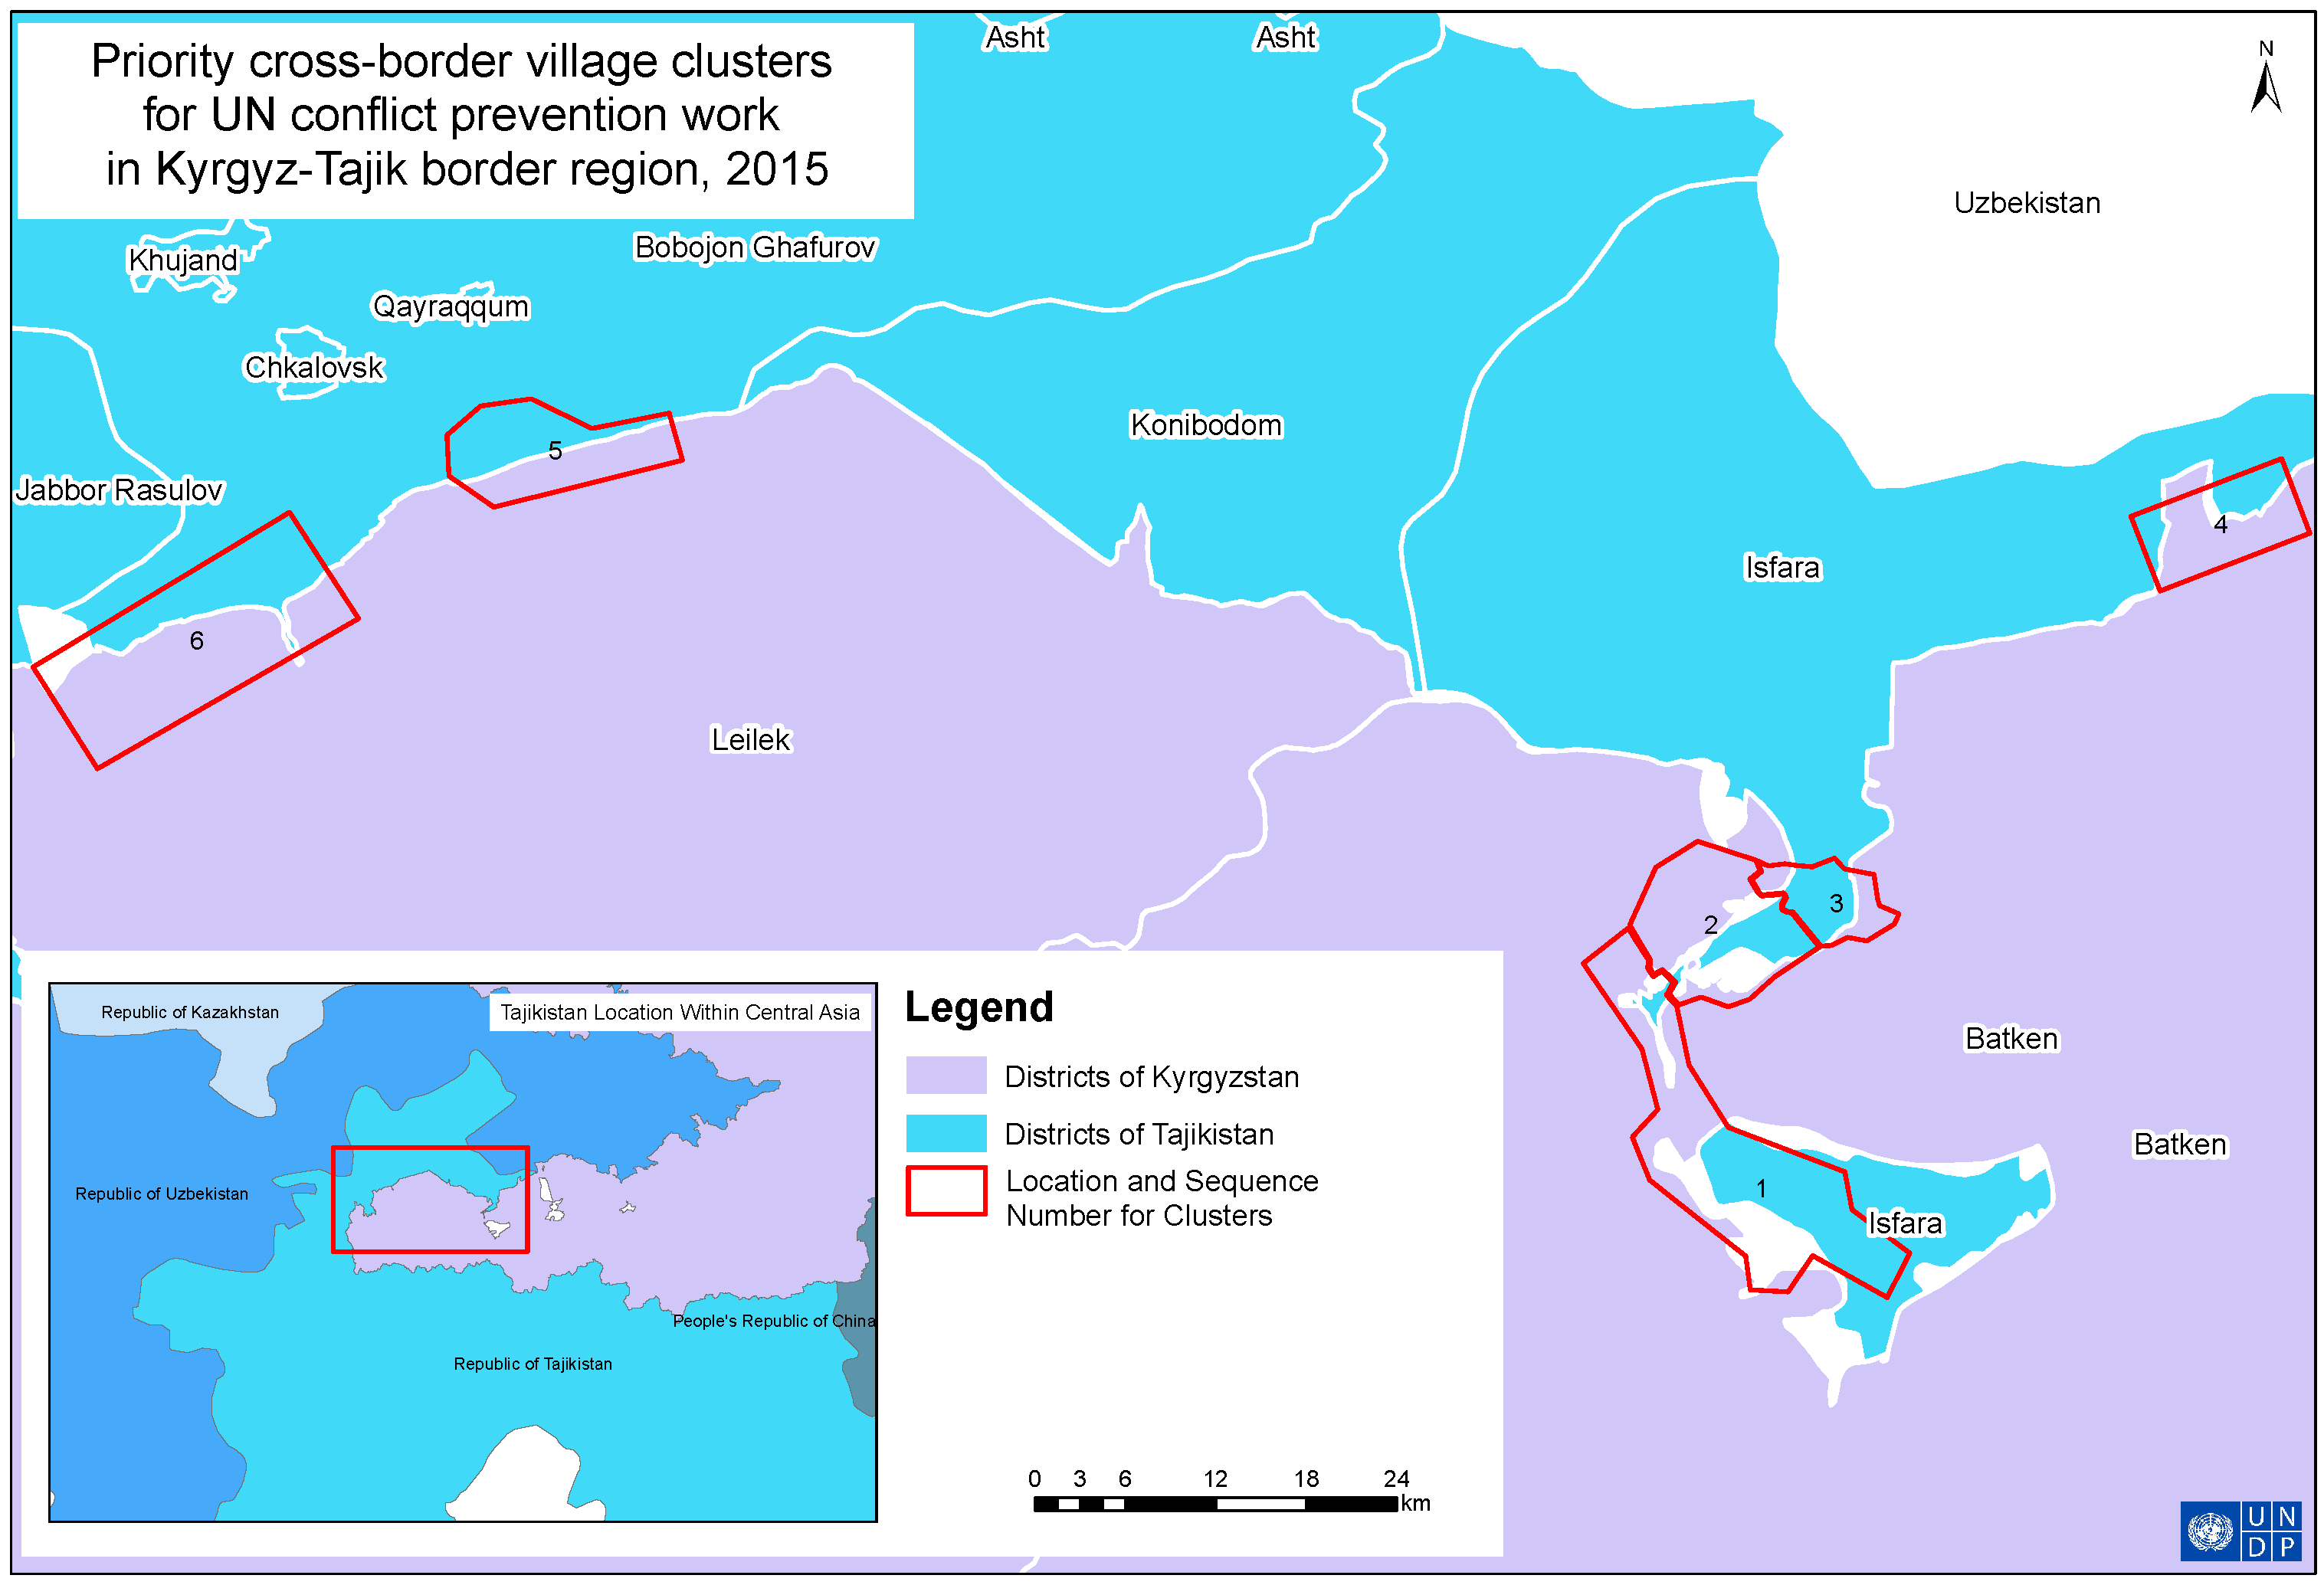 Priority cross-border village clusters
for UN conflict prevention work
in Kyrgyz-Tajik border region, 2015
Asht
Asht
N
Uzbekistan
Khujand
Bobojon Ghafurov
Qayraqqum
Chkalovsk
Konibodom
5
Jabbor Rasulov
4
Isfara
6
Leilek
3
2
Batken
Batken
1
Isfara
Republic of Kazakhstan
Tajikistan Location Within Central Asia
Republic of Uzbekistan
People's Republic of China
Republic of Tajikistan
Legend
Districts of Kyrgyzstan
Districts of Tajikistan
Location and Sequence
Number for Clusters
0 3 6 12 18 24
km
U N
D P